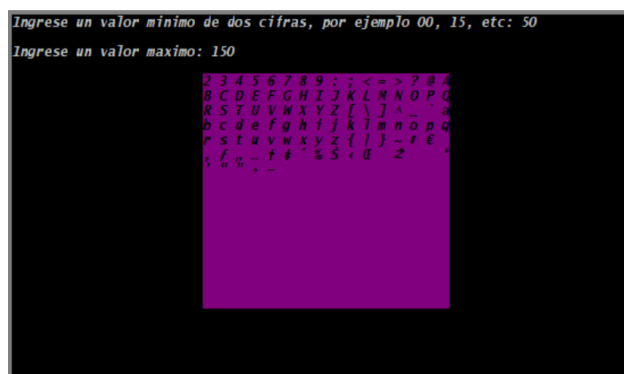 Ingrese un valor minimo de dos cifras, por ejemplo 00, 15, etc: 50
Ingrese un valor maximo: 150
2 3 4 5 6 7 8 9 : ; < = > ? @ A
B C D E F G H I J K L M N O P Q
R S T U V W X Y Z [ \ ] ^ _ ` a
b c d e f g h i j k l m n o p q
r s t u v w x y z { | } ~ €
‚ ƒ „ … † ‡ ˆ ‰ Š ‹ Œ Ž ‘
’ “ ” • –